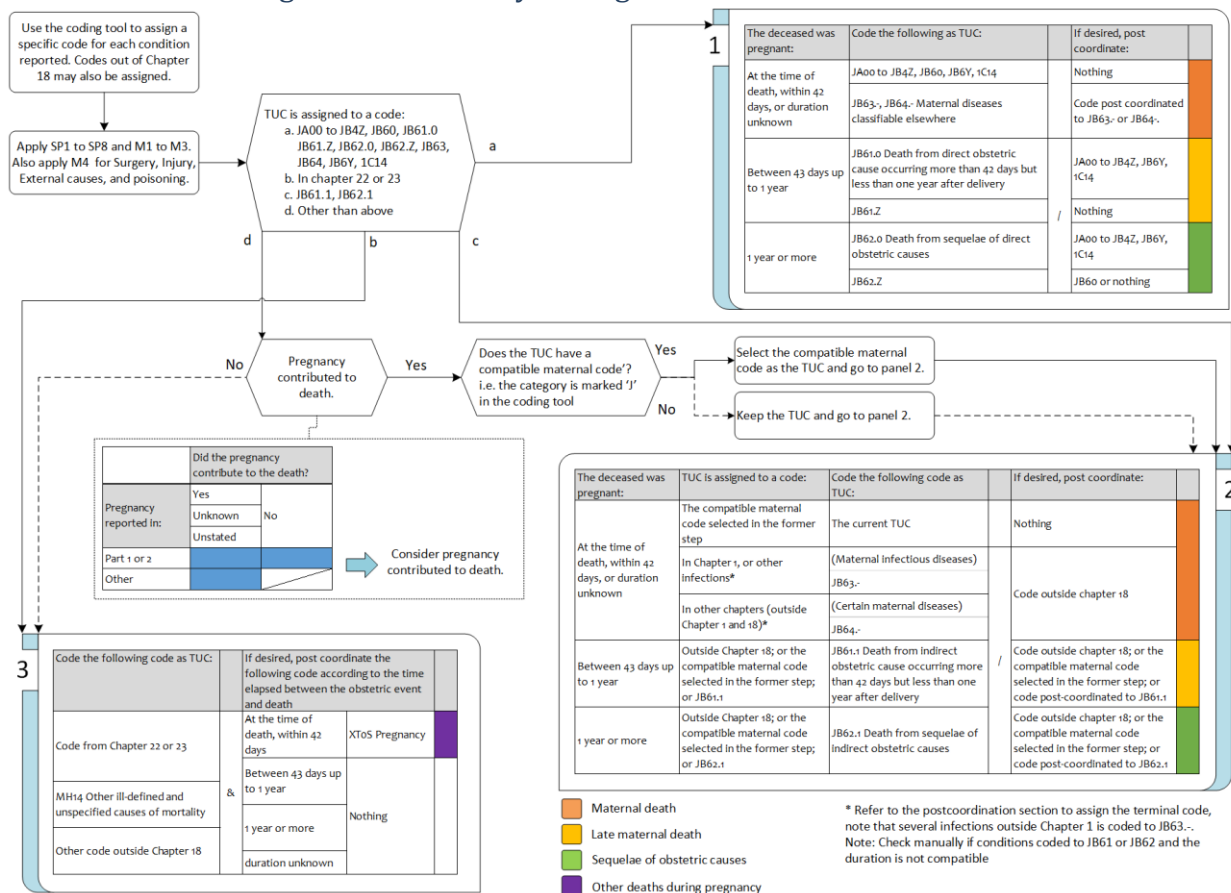 Use the coding tool to assign a
specific code for each condition
reported. Codes out of Chapter
18 may also be assigned.
Apply SP1 to SP8 and M1 to M3.
Also apply M4 for Surgery, Injury,
External causes, and poisoning.
TUC is assigned to a code:
a. JA00 to JB4Z, JB60, JB61.0
JB61.Z, JB62.0, JB62.Z, JB63,
JB64, JB6Y, 1C14
b. In chapter 22 or 23
c. JB61.1, JB62.1
d. Other than above
a
d
b
c
1
The deceased was
pregnant:
Code the following as TUC:
If desired, post
coordinate:
At the time of
death, within 42
days, or duration
unknown
JA00 to JB4Z, JB60, JB6Y, 1C14
Nothing
JB63.-, JB64.- Maternal diseases
classifiable elsewhere
Code post coordinated
to JB63.- or JB64-.
Between 43 days up
to 1 year
JB61.0 Death from direct obstetric
cause occurring more than 42 days but
less than one year after delivery
JA00 to JB4Z, JB6Y,
1C14
JB61.Z
/
Nothing
1 year or more
JB62.0 Death from sequelae of direct
obstetric causes
JA00 to JB4Z, JB6Y,
1C14
JB62.Z
JB60 or nothing
No
Pregnancy
contributed to
death.
Yes
Does the TUC have a
compatible maternal code'?
i.e. the category is marked 'J'
in the coding tool
Yes
No
Select the compatible maternal
code as the TUC and go to panel 2.
Keep the TUC and go to panel 2.
Did the pregnancy
contribute to the death?
Pregnancy
reported in:
Yes
Unknown
Unstated
No
Part 1 or 2
Other
Consider pregnancy
contributed to death.
2
The deceased was
pregnant:
TUC is assigned to a code:
Code the following code as
TUC:
If desired, post coordinate:
At the time of
death, within 42
days, or duration
unknown
The compatible maternal
code selected in the former
step
The current TUC
Nothing
In Chapter 1, or other
infections*
(Maternal infectious diseases)
JB63.-
Code outside chapter 18
In other chapters (outside
Chapter 1 and 18)*
(Certain maternal diseases)
JB64.-
Between 43 days up
to 1 year
Outside Chapter 18; or the
compatible maternal code
selected in the former step;
or JB61.1
JB61.1 Death from indirect
obstetric cause occurring more
than 42 days but less than one
year after delivery
/
Code outside chapter 18; or the
compatible maternal code
selected in the former step; or
code post-coordinated to JB61.1
1 year or more
Outside Chapter 18; or the
compatible maternal code
selected in the former step;
or JB62.1
JB62.1 Death from sequelae of
indirect obstetric causes
Code outside chapter 18; or the
compatible maternal code
selected in the former step; or
code post-coordinated to JB62.1
3
Code the following code as TUC:
If desired, post coordinate the
following code according to the time
elapsed between the obstetric event
and death
Code from Chapter 22 or 23
MH14 Other ill-defined and
unspecified causes of mortality
Other code outside Chapter 18
&
At the time of
death, within 42
days
XT0S Pregnancy
Between 43 days up
to 1 year
1 year or more
duration unknown
Nothing
Maternal death
Late maternal death
Sequelae of obstetric causes
Other deaths during pregnancy
* Refer to the postcoordination section to assign the terminal code,
note that several infections outside Chapter 1 is coded to JB63.-.
Note: Check manually if conditions coded to JB61 or JB62 and the
duration is not compatible